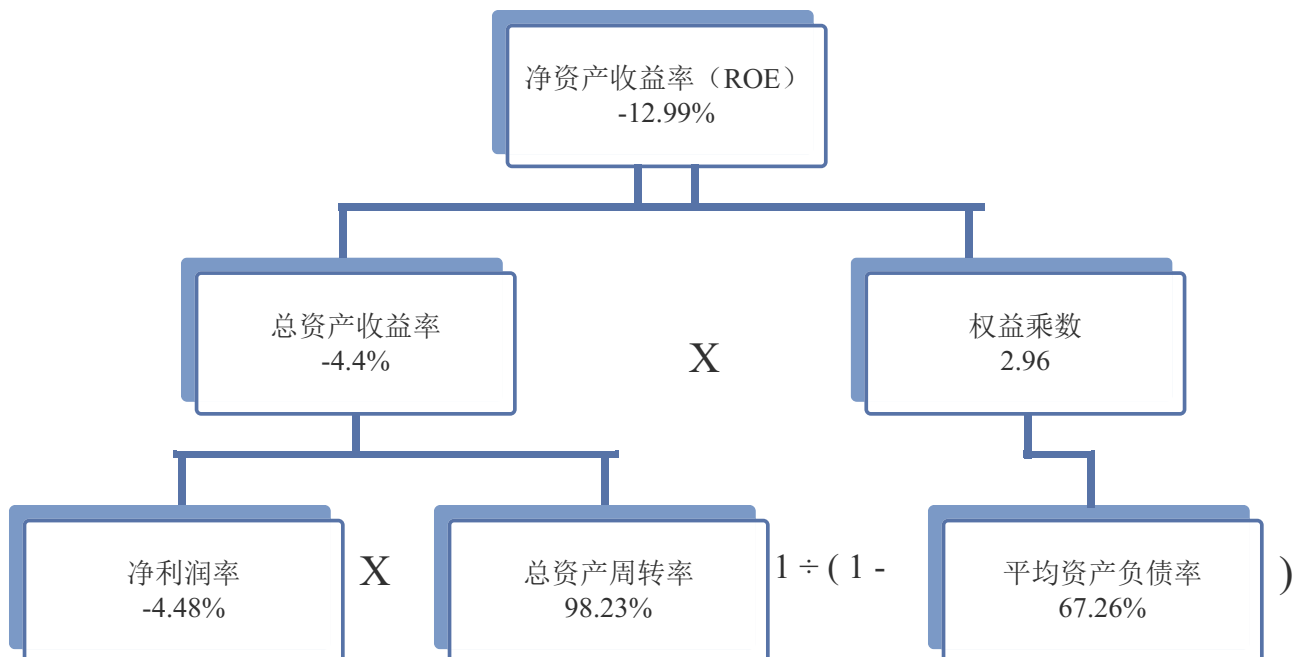 净资产收益率（ROE）
-12.99%
总资产收益率
-4.4%
X
权益乘数
2.96
净利润率
-4.48%
X
总资产周转率
98.23%
1 ÷ ( 1 -
平均资产负债率
67.26%
)